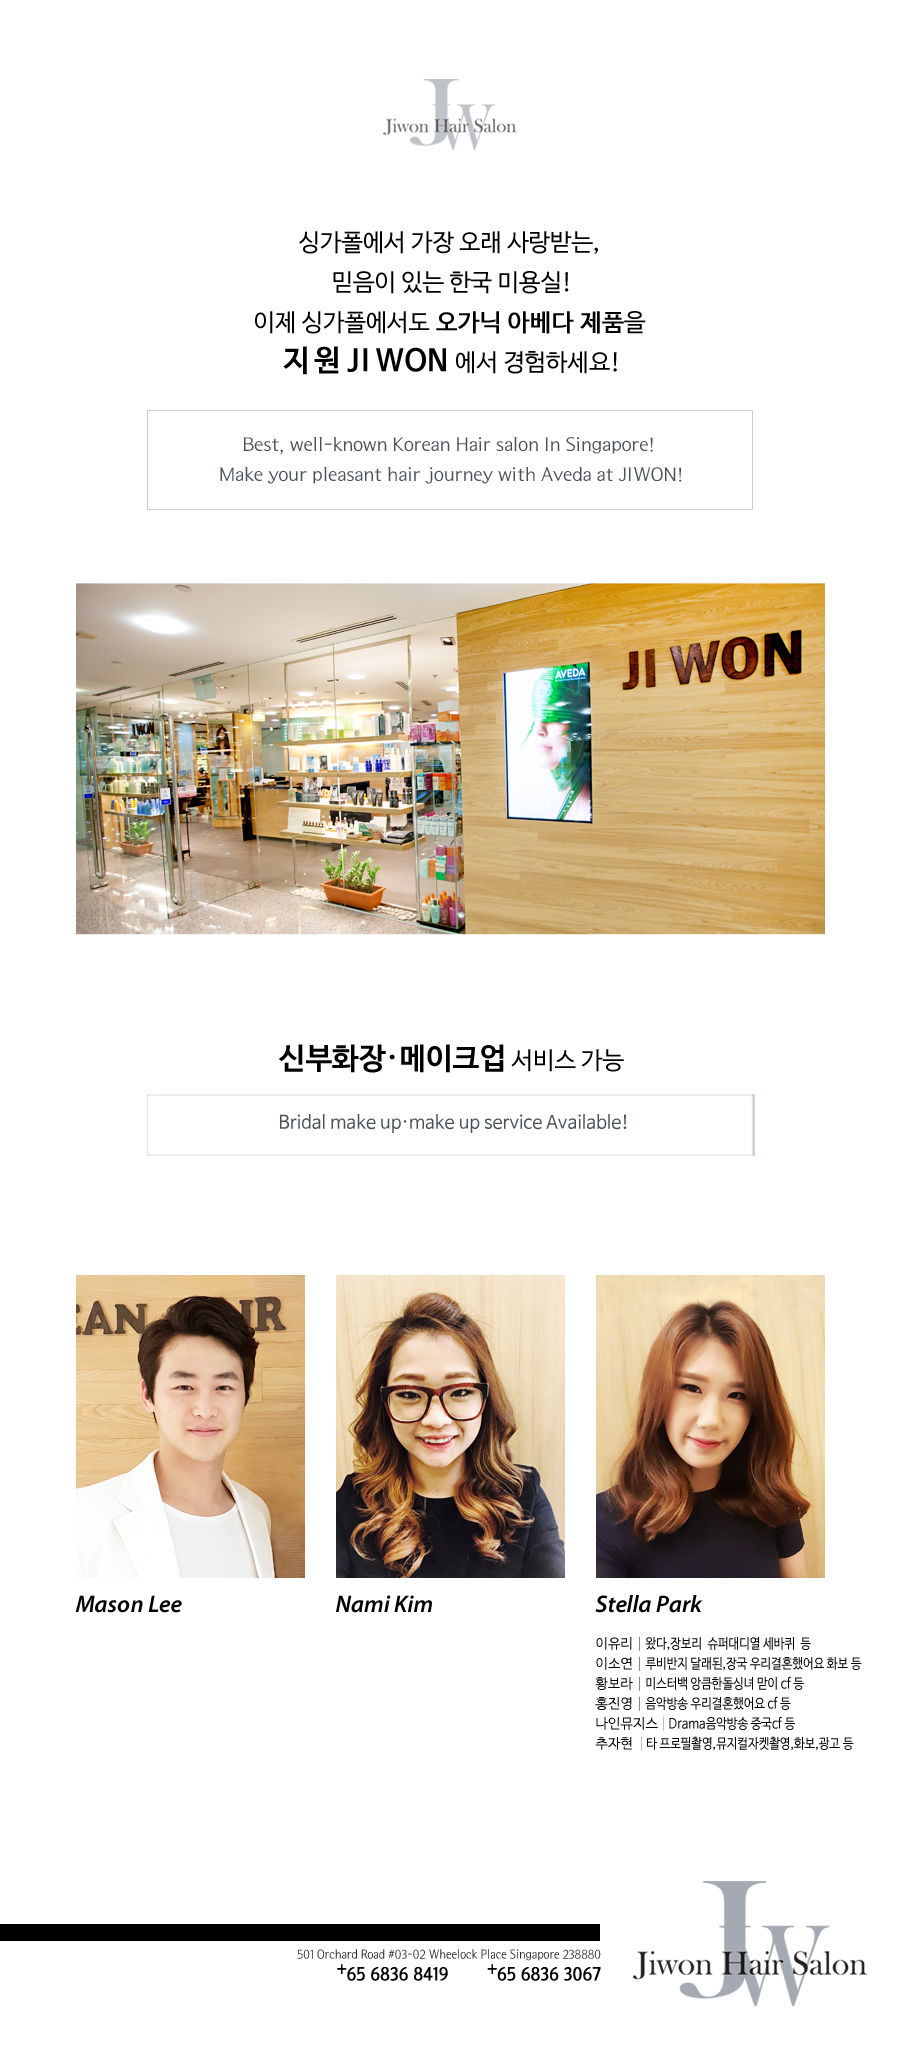 Jiwon Hair Salon
싱가폴에서 가장 오래 사랑받는,
믿음이 있는 한국 미용실!
이제 싱가폴에서도 오가닉 아베다 제품을
지원 JI WON 에서 경험하세요!
Best, well-known Korean Hair salon In Singapore!
Make your pleasant hair journey with Aveda at JIWON!
JI WON
AVEDA
JI WON
신부화장·메이크업 서비스 가능
Bridal make up·make up service Available!
EAN HAIR
Mason Lee
Nami Kim
Stella Park
이유리 | 왔다,장보리 슈퍼대디열 세바퀴 등
이소연 | 루비반지 달래된,장국 우리결혼했어요 화보 등
황보라 | 미스터백 앙큼한돌싱녀 맏이 cf 등
홍진영 | 음악방송 우리결혼했어요 cf 등
나인뮤지스 | Drama음악방송 중국cf 등
추자현 | 타 프로필촬영,뮤지컬자켓촬영,화보,광고 등
501 Orchard Road #03-02 Wheelock Place Singapore 238880
+65 6836 8419 +65 6836 3067
Jiwon Hair Salon